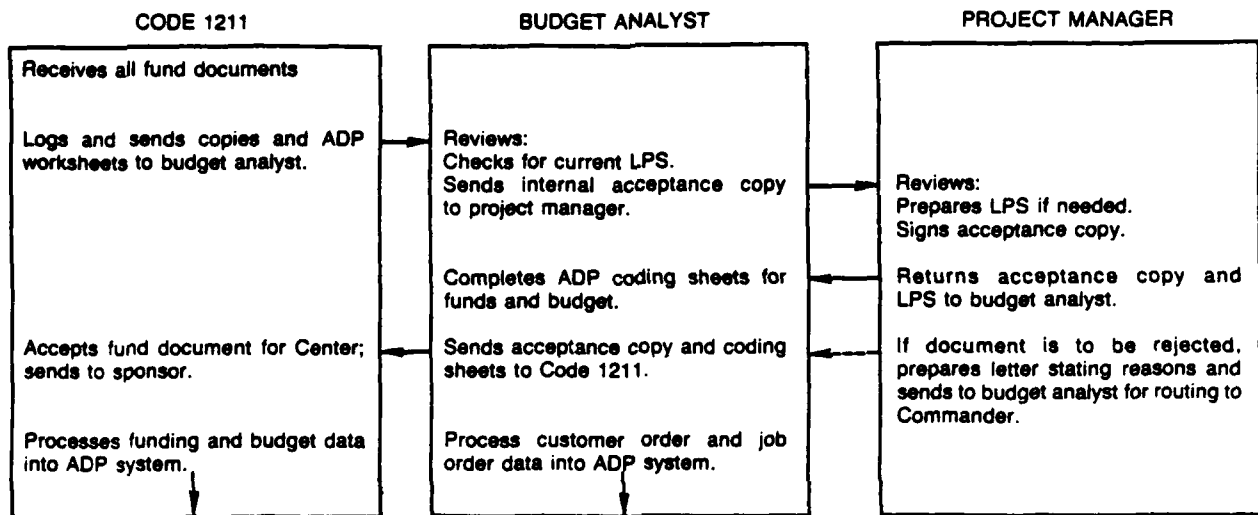 CODE 1211
Receives all fund documents
Logs and sends copies and ADP
worksheets to budget analyst.
Accepts fund document for Center;
sends to sponsor.
Processes funding and budget data
into ADP system.
BUDGET ANALYST
Reviews:
Checks for current LPS.
Sends internal acceptance copy
to project manager.
Completes ADP coding sheets for
funds and budget.
Sends acceptance copy and coding
sheets to Code 1211.
Process customer order and job
order data into ADP system.
PROJECT MANAGER
Reviews:
Prepares LPS if needed.
Signs acceptance copy.
Returns acceptance copy and
LPS to budget analyst.
If document is to be rejected,
prepares letter stating reasons and
sends to budget analyst for routing to
Commander.